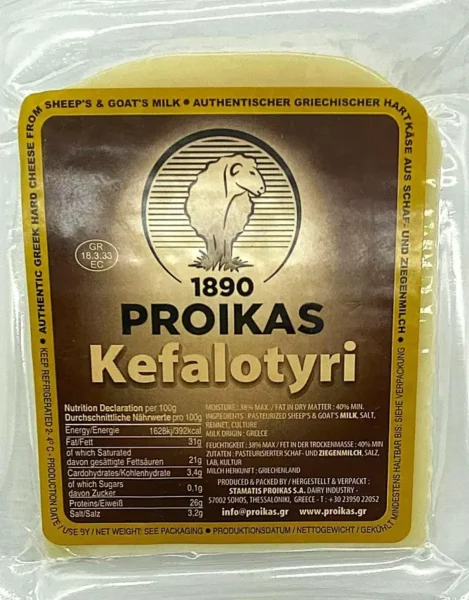 AUTHENTIC GREEK HARD CHEESE FROM SHEEP'S & GOAT'S MILK • AUTHENTISCHER GRIECHISCHER HARTKÄSE AUS SCHAF- UND ZIEGENMILCH •
GR
18.3.33
EC
1890
PROIKAS
Kefalotyri
Nutrition Declaration per 100g
Durchschnittliche Nährwerte pro 100g
Energy/Energie 1628kj/392kcal
Fat/Fett 31g
of which Saturated
davon gesättigte Fettsäuren 21g
Cardohydrates/Kohlenhydrate 3,4g
of which Sugars
davon Zucker 0,1g
Proteins/Eiweiß 26g
Salt/Salz 3,2g
MOISTURE: 38% MAX / FAT IN DRY MATTER: 40% MIN.
INGREDIENTS: PASTEURIZED SHEEP'S & GOAT'S MILK, SALT,
RENNET, CULTURE
MILK ORIGIN: GREECE
FEUCHTIGKEIT: 38% MAX / FET IN DER TROCKENMASSE: 40% MIN
ZUTATEN: PASTEURISIERTER SCHAF- UND ZIEGENMILCH, SALZ,
LAB, KULTUR
MILCH HERKUNFT: GRIECHENLAND
PRODUCED & PACKED BY / HERGESTELLT & VERPACKT :
STAMATIS PROIKAS S.A. DAIRY INDUSTRY -
57002 SOHOS, THESSALONIKI, GREECE - T: +30 23950 22052
info@proikas.gr www.proikas.gr
• KEEP REFRIGERATED 2- 4° C - PRODUCTION DATE / USE BY / NET WEIGHT: SEE PACKAGING • PRODUKTIONSDATUM / NETTOGEWICHT / GEKÜHLT MINDESTENS HALTBAR BIS: SIEHE VERPACKUNG